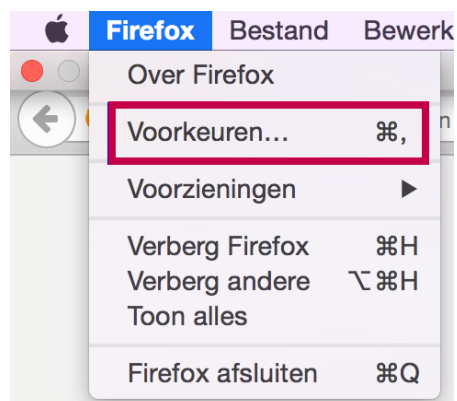 Firefox Bestand Bewerk
Over Firefox
Voorkeuren... ⌘,
n
Voorzieningen ▶
Verberg Firefox ⌘H
Verberg andere ⌥⌘H
Toon alles
Firefox afsluiten ⌘Q